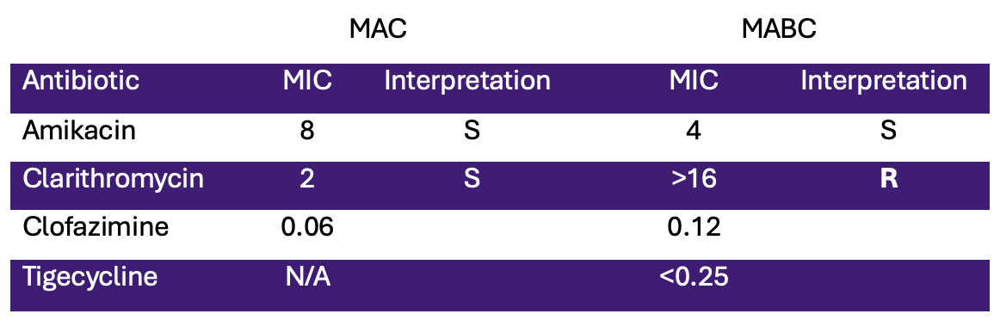 MAC MABC
Antibiotic MIC Interpretation MIC Interpretation
Amikacin 8 S 4 S
Clarithromycin 2 S >16 R
Clofazimine 0.06 0.12
Tigecycline N/A <0.25